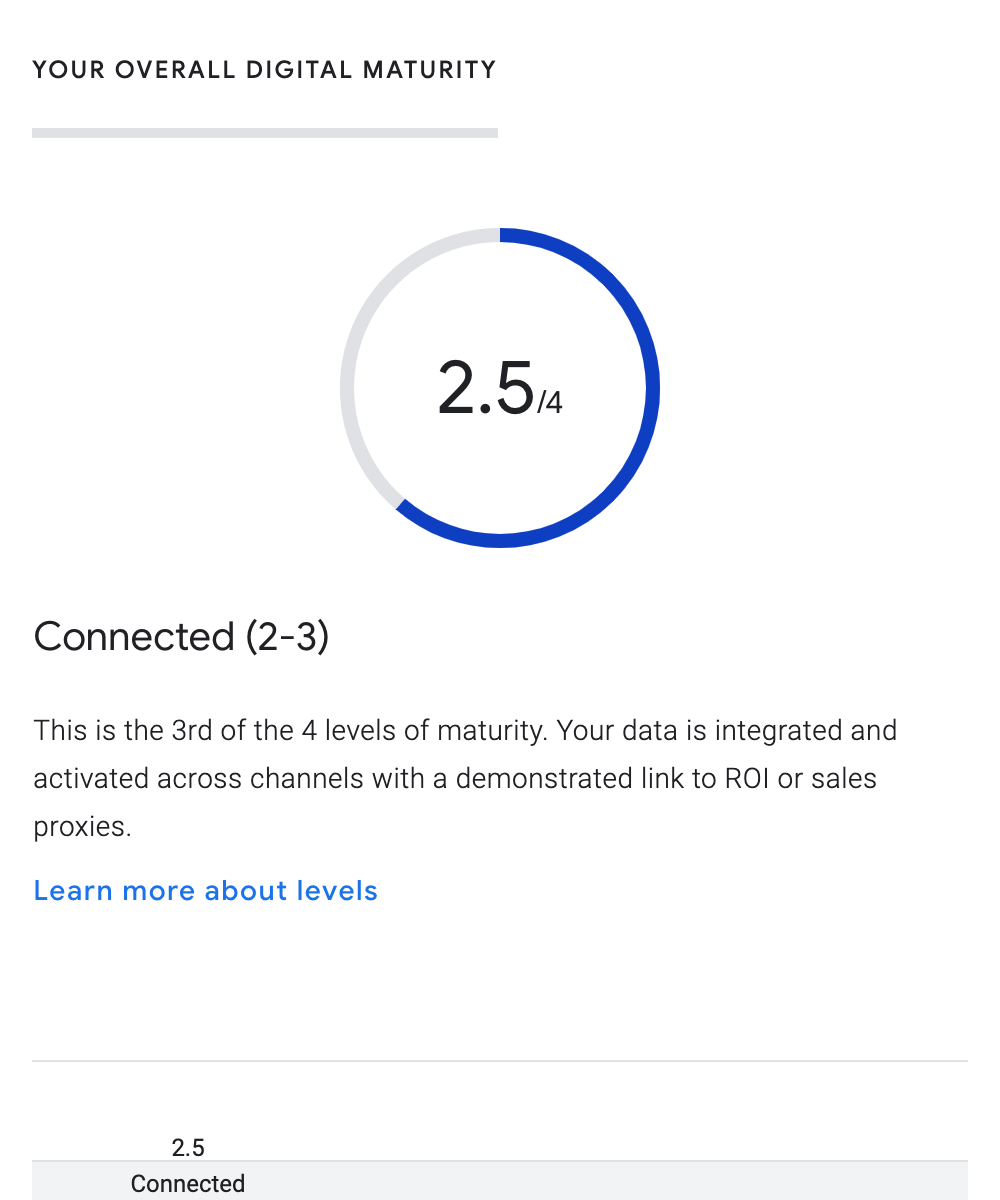 YOUR OVERALL DIGITAL MATURITY
2.5/4
Connected (2-3)
This is the 3rd of the 4 levels of maturity. Your data is integrated and
activated across channels with a demonstrated link to ROI or sales
proxies.
Learn more about levels
2.5
Connected